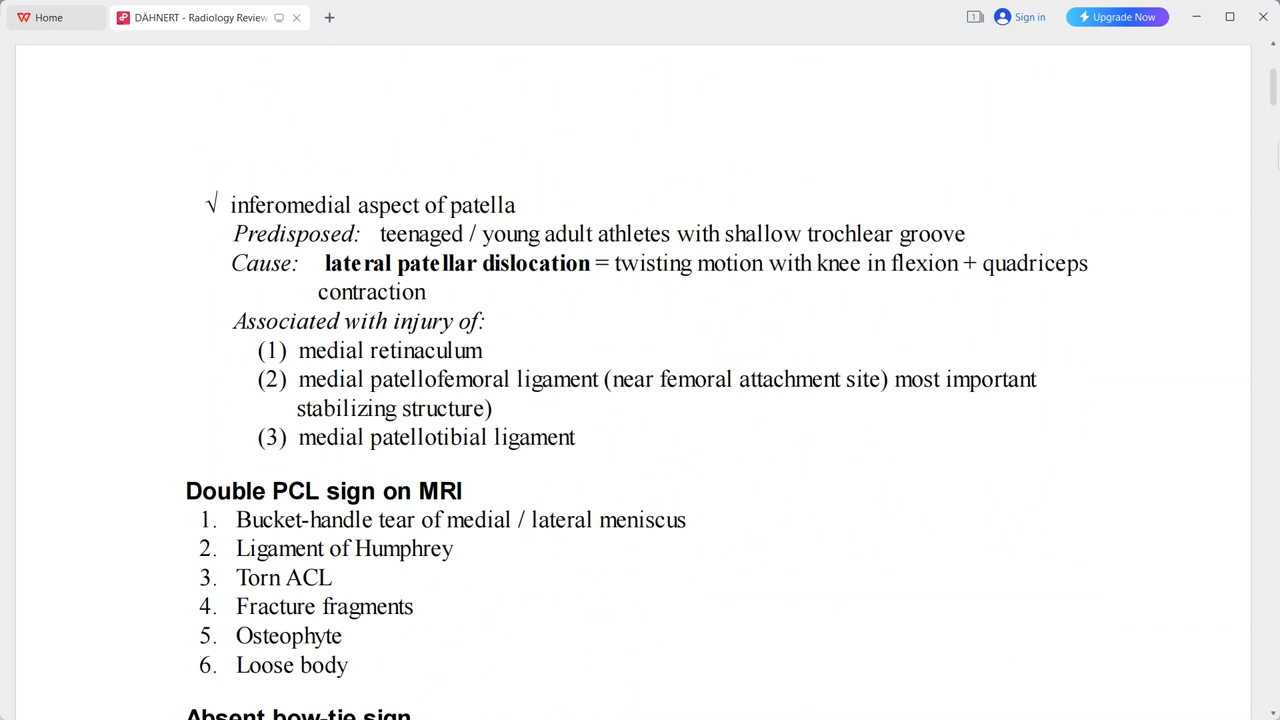 Home
DÄHNERT - Radiology Review
1
Sign in
Upgrade Now
√ inferomedial aspect of patella
Predisposed: teenaged / young adult athletes with shallow trochlear groove
Cause: lateral patellar dislocation = twisting motion with knee in flexion + quadriceps
contraction
Associated with injury of:
(1) medial retinaculum
(2) medial patellofemoral ligament (near femoral attachment site) most important
stabilizing structure)
(3) medial patellotibial ligament
Double PCL sign on MRI
1. Bucket-handle tear of medial / lateral meniscus
2. Ligament of Humphrey
3. Torn ACL
4. Fracture fragments
5. Osteophyte
6. Loose body
Absent bow-tie sign